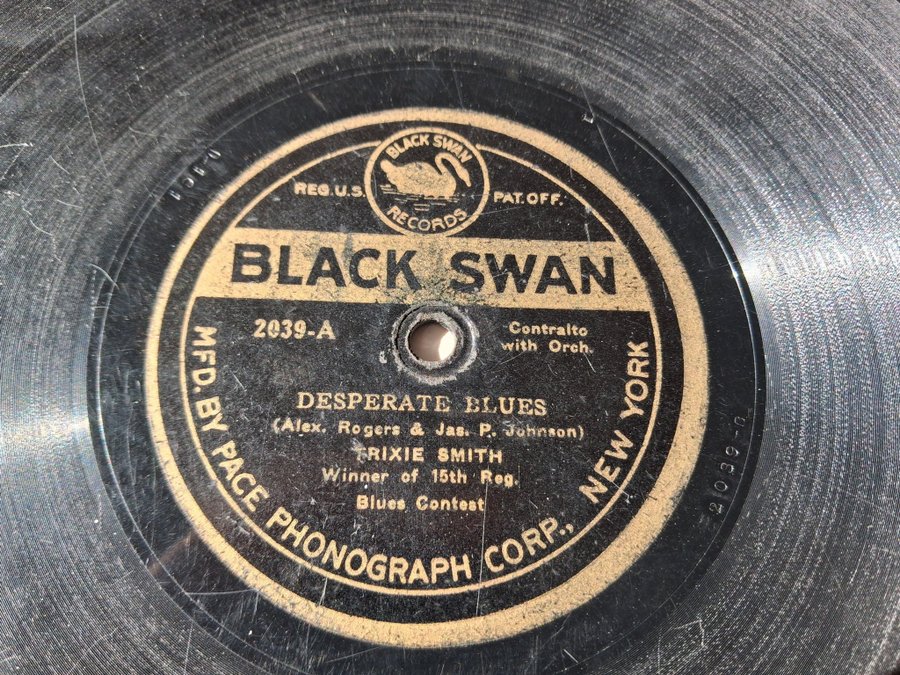 BLACK SWAN
RECORDS
REG. U.S. PAT. OFF.
BLACK SWAN
2039-A
Contralto
with Orch.
DESPERATE BLUES
(Alex. Rogers & Jas. P. Johnson)
TRIXIE SMITH
Winner of 15th Reg.
Blues Contest
MFD. BY PACE PHONOGRAPH CORP., NEW YORK